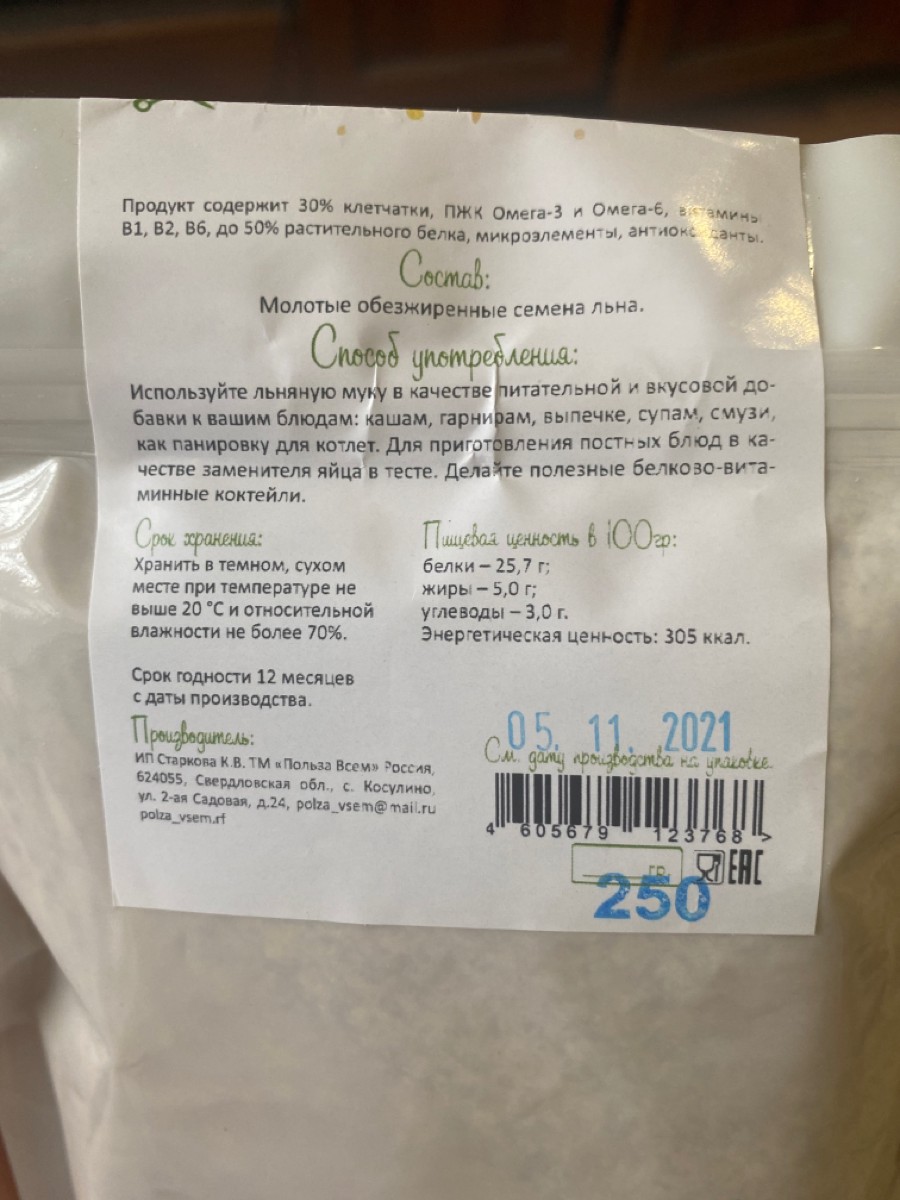 Продукт содержит 30% клетчатки, ПЖК Омега-3 и Омега-6, витамины
В1, В2, В6, до 50% растительного белка, микроэлементы,
Состав:
Молотые обезжиренные семена льна.
Способ употребления:
Используйте льняную муку в качестве питательной и вкусовой до-
бавки к вашим блюдам: кашам, гарнирам, выпечке, супам, смузи,
как панировку для котлет. Для приготовления постных блюд в ка-
честве заменителя яйца в тесте. Делайте полезные белково-вита-
минные коктейли.
Срок хранения:
Хранить в темном, сухом
месте при температуре не
выше 20 °С и относительной
влажности не более 70%.
Срок годности 12 месяцев
с даты производства.
Пищевая ценность в 100гр:
белки – 25,7 г;
жиры – 5,0 г;
углеводы – 3,0 г.
Энергетическая ценность: 305 ккал.
Производитель:
ИП Старкова К.В. ТМ «Польза Всем» Россия,
624055, Свердловская обл., с. Косулино,
ул. 2-ая Садовая, д.24, polza_vsem@mail.ru
polza_vsem.rf
05. 11. 2021
См. дату производства на упаковке.
4 605679 123768 >
гр.
EAC
250